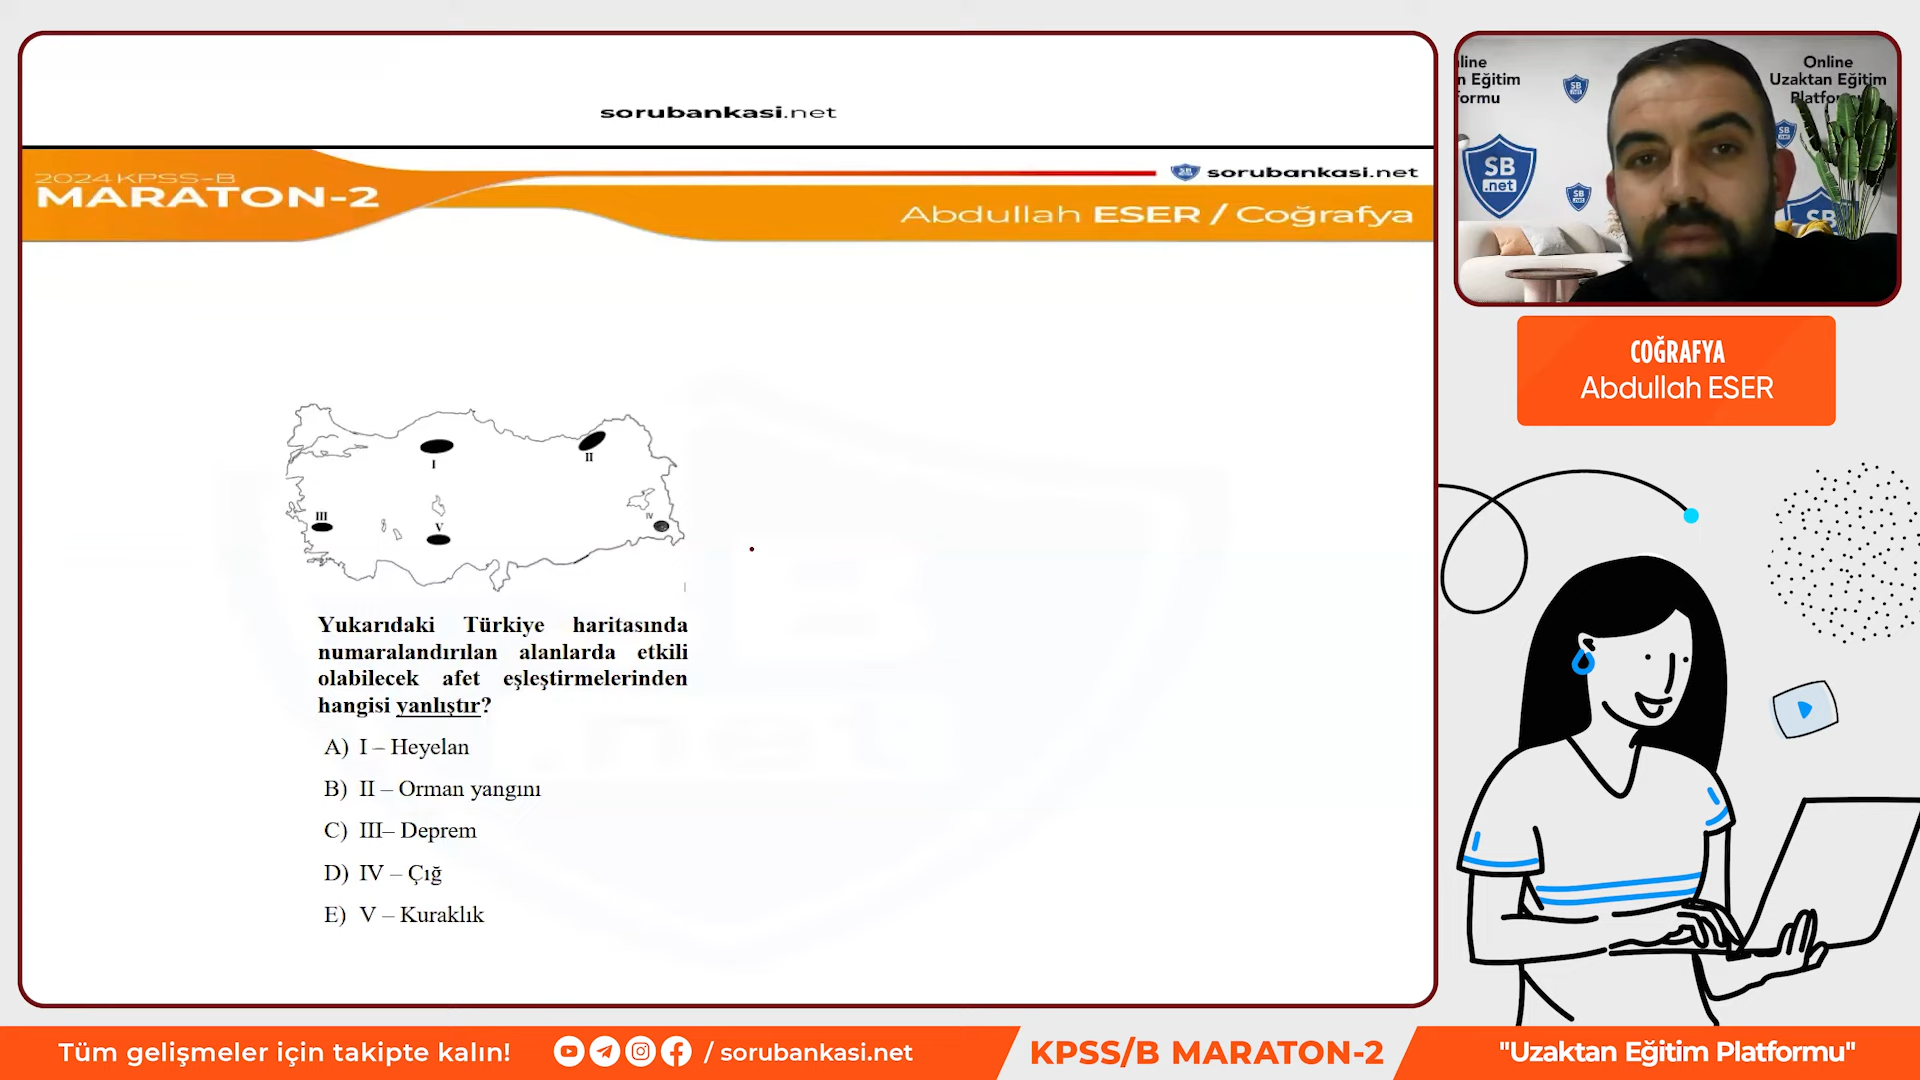 sorubankasi.net
2024 KPSS-B
MARATON-2
SB .net sorubankasi.net
Abdullah ESER / Coğrafya
I
II
III
IV
V
Yukarıdaki Türkiye haritasında
numaralandırılan alanlarda etkili
olabilecek afet eşleştirmelerinden
hangisi yanlıştır?
A) I – Heyelan
B) II – Orman yangını
C) III– Deprem
D) IV – Çığ
E) V – Kuraklık
Online
Uzaktan Eğitim
SB
.net
COĞRAFYA
Abdullah ESER
Tüm gelişmeler için takipte kalın!
/ sorubankasi.net
KPSS/B MARATON-2
"Uzaktan Eğitim Platformu"